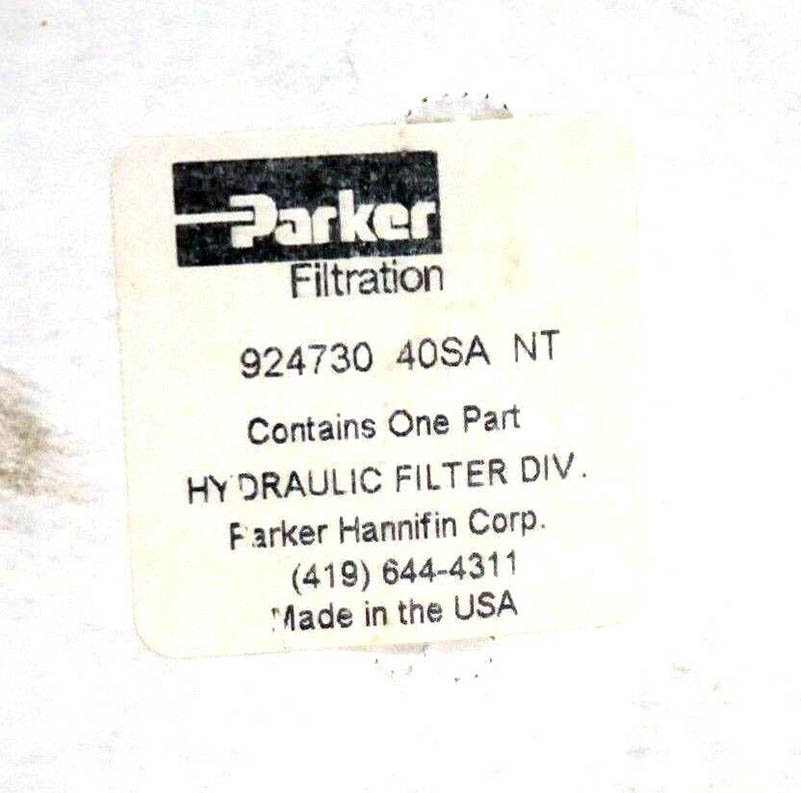 Parker
Filtration
924730 40SA NT
Contains One Part
HYDRAULIC FILTER DIV.
Parker Hannifin Corp.
(419) 644-4311
Made in the USA